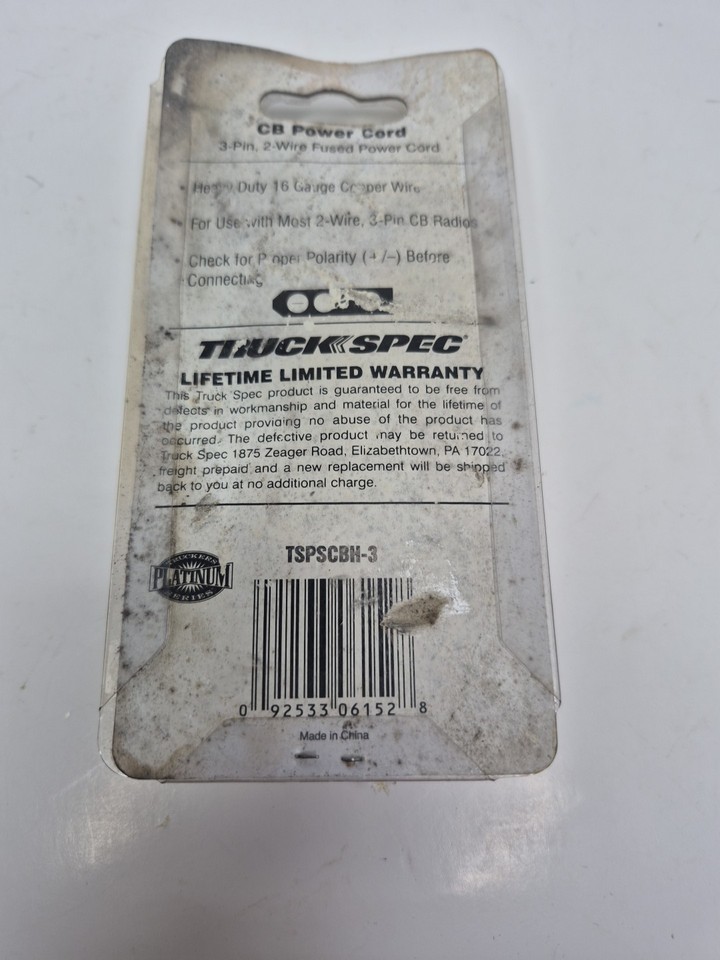 CB Power Cord
3-Pin, 2-Wire Fused Power Cord
• Heavy Duty 16 Gauge Copper Wire
• For Use with Most 2-Wire, 3-Pin CB Radios
• Check for Proper Polarity (+/–) Before
Connecting
TRUCK SPEC
LIFETIME LIMITED WARRANTY
This Truck Spec product is guaranteed to be free from
defects in workmanship and material for the lifetime of
the product providing no abuse of the product has
occurred. The defective product may be returned to
Truck Spec 1875 Zeager Road, Elizabethtown, PA 17022,
freight prepaid and a new replacement will be shipped
back to you at no additional charge.
TSPSCBH-3
TRUCKERS
PLATINUM
SERIES
0 92533 06152 8
Made in China